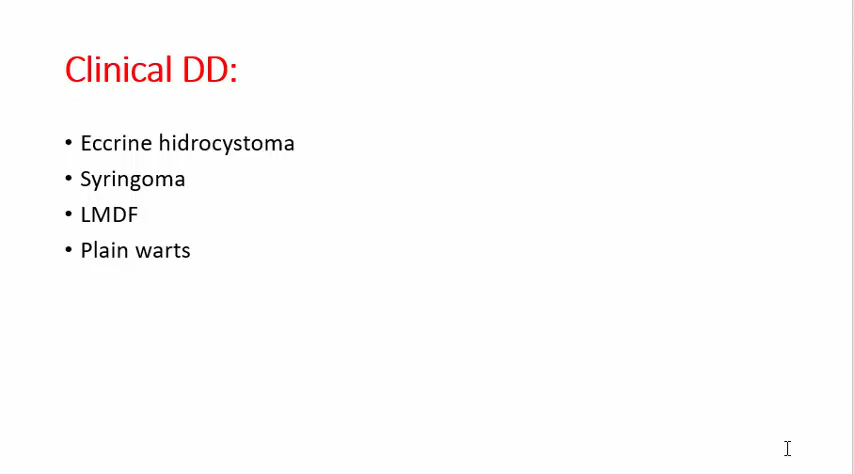 Clinical DD:
• Eccrine hidrocystoma
• Syringoma
• LMDF
• Plain warts